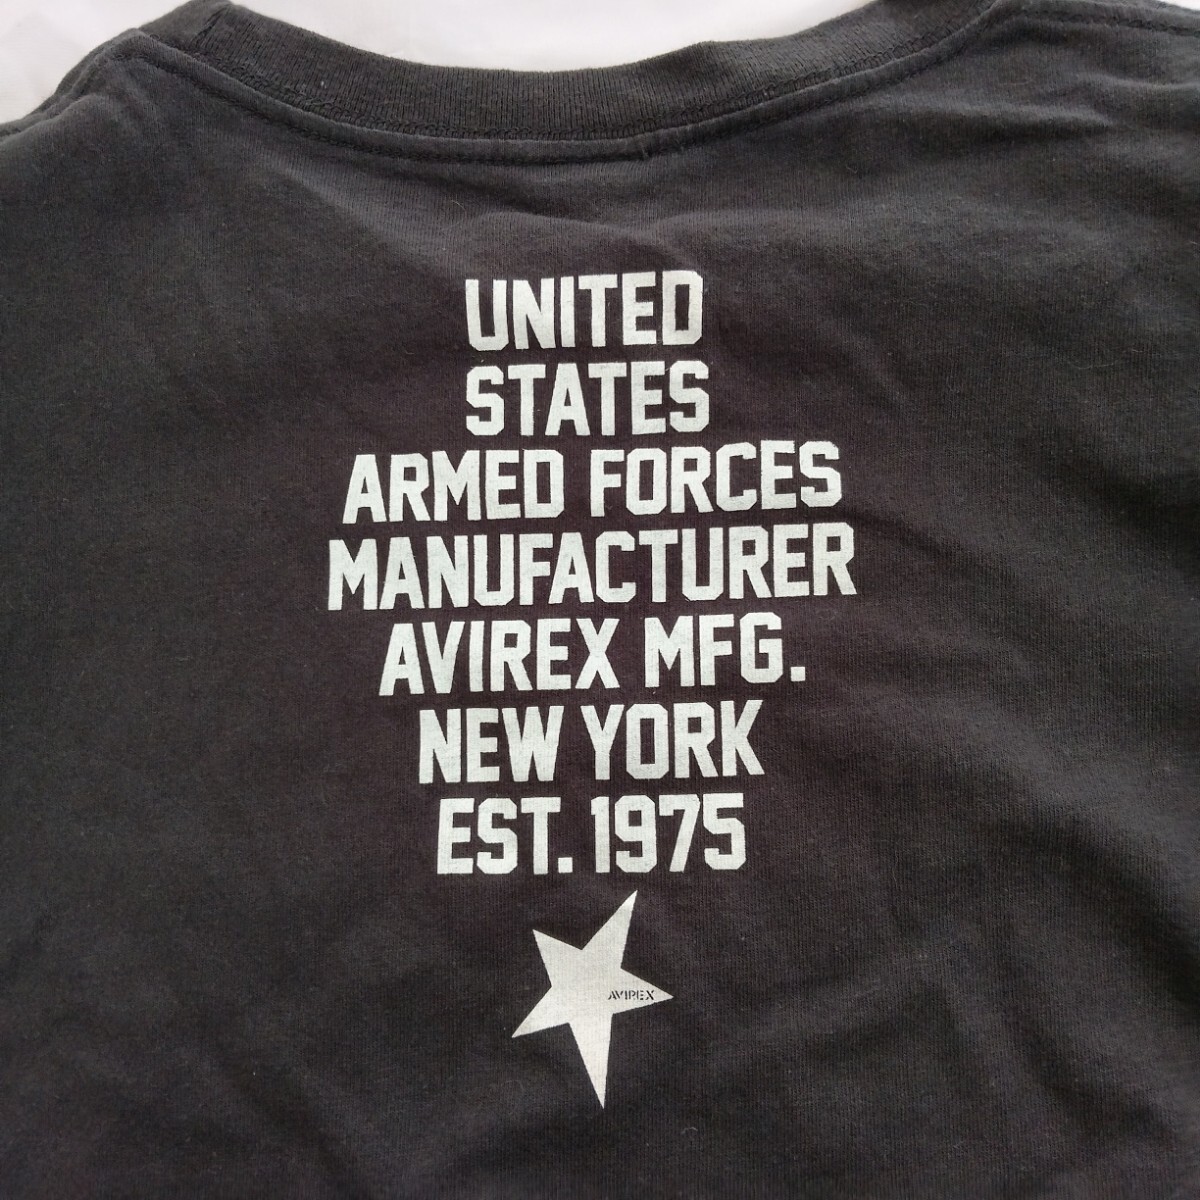 UNITED
STATES
ARMED FORCES
MANUFACTURER
AVIREX MFG.
NEW YORK
EST. 1975
AVIREX